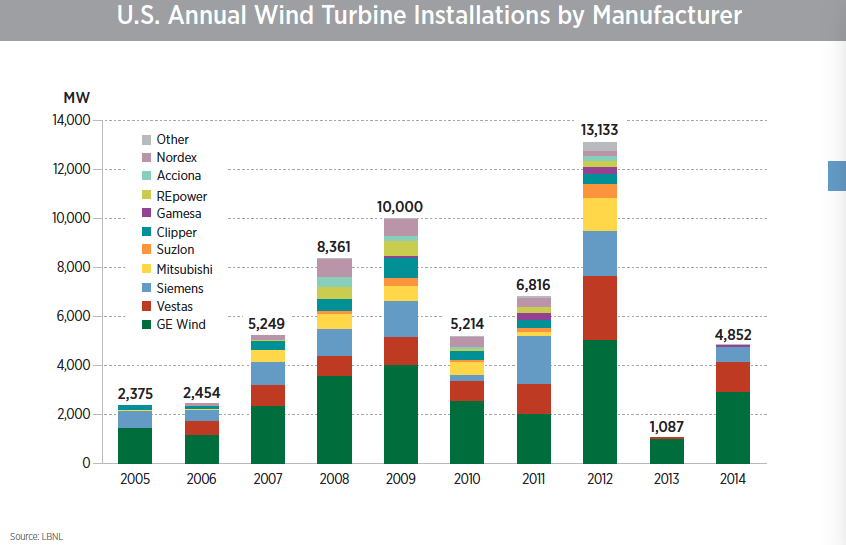 U.S. Annual Wind Turbine Installations by Manufacturer
MW
14,000
12,000
10,000
8,000
6,000
4,000
2,000
0
Other
Nordex
Acciona
REpower
Gamesa
Clipper
Suzlon
Mitsubishi
Siemens
Vestas
GE Wind
2,375
2,454
5,249
8,361
10,000
5,214
6,816
13,133
1,087
4,852
2005 2006 2007 2008 2009 2010 2011 2012 2013 2014
Source: LBNL